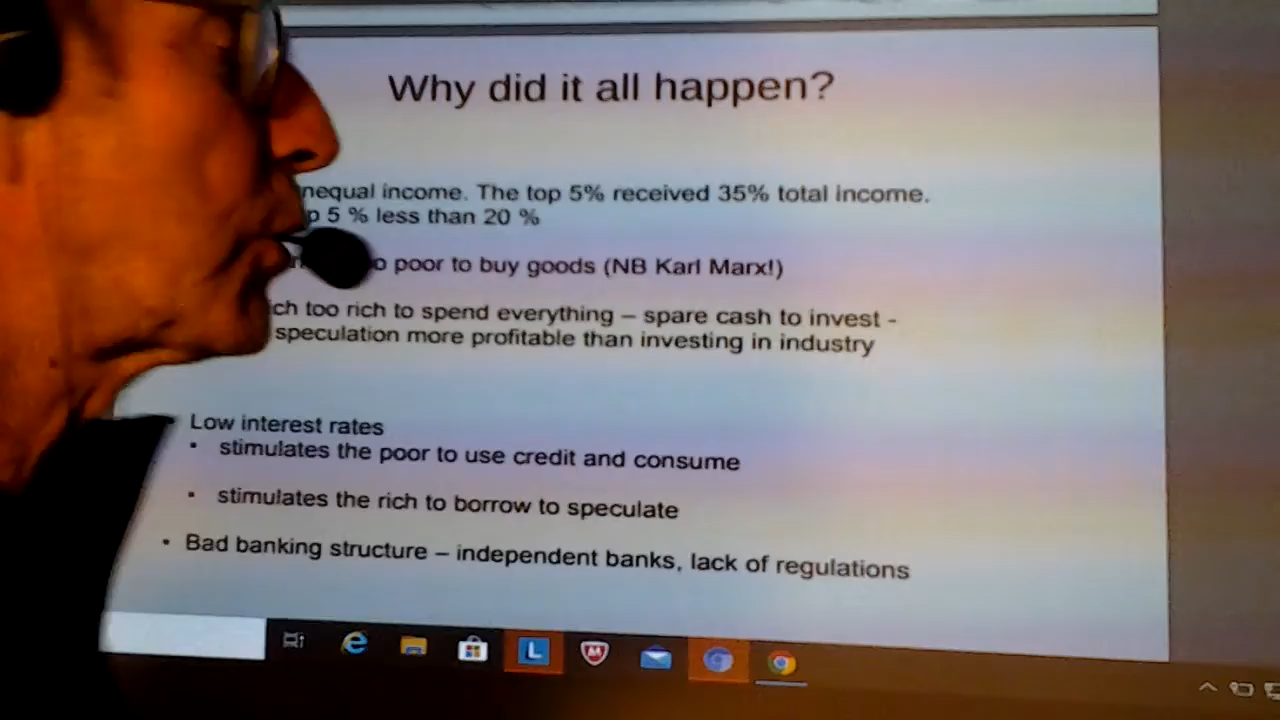 Why did it all happen?
nequal income. The top 5% received 35% total income.
p 5 % less than 20 %
o poor to buy goods (NB Karl Marx!)
ch too rich to spend everything – spare cash to invest -
speculation more profitable than investing in industry
Low interest rates
• stimulates the poor to use credit and consume
• stimulates the rich to borrow to speculate
• Bad banking structure – independent banks, lack of regulations
L